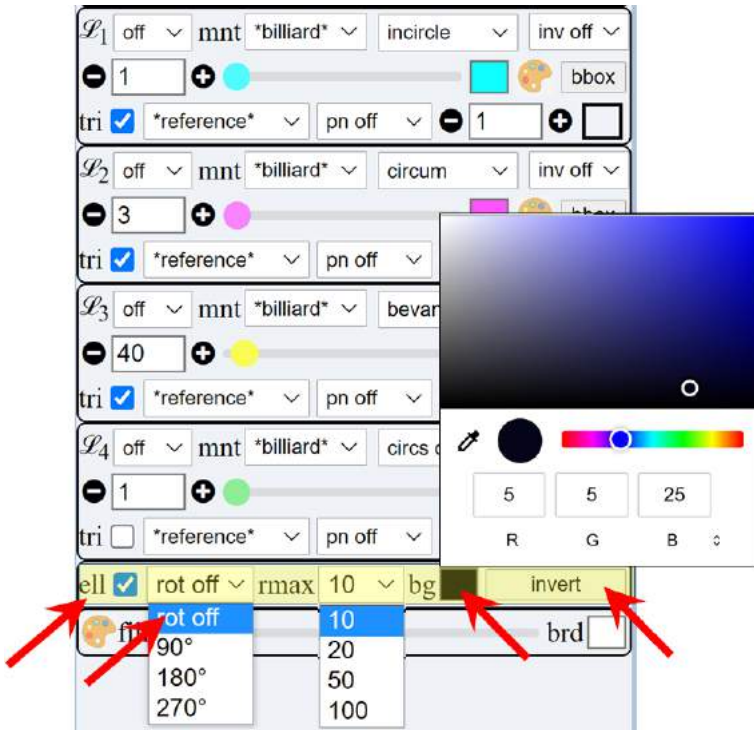 ℒ1 off mnt *billiard* incircle inv off
1 bbox
tri *reference* pn off 1
ℒ2 off mnt *billiard* circum inv off
3
tri *reference* pn off
ℒ3 off mnt *billiard*
40
tri *reference* pn off
ℒ4 off mnt *billiard* circs
1
tri *reference* pn off
5 5 25
R G B
ell rot off rmax 10 bg invert
brd
rot off
90°
180°
270°
10
20
50
100